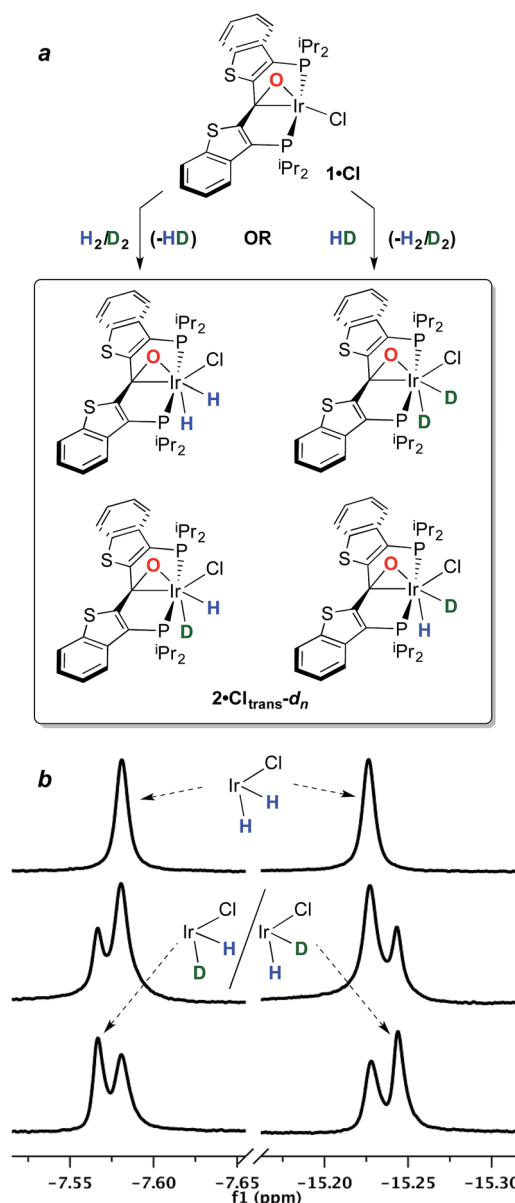 a
iPr2
S
P
O
Ir
Cl
S
P
iPr2
1•Cl
H2/D2 (-HD) OR HD (-H2/D2)
iPr2
S
P
O
Cl
Ir
H
H
S
P
iPr2
iPr2
S
P
O
Cl
Ir
D
D
S
P
iPr2
iPr2
S
P
O
Cl
Ir
H
D
S
P
iPr2
iPr2
S
P
O
Cl
Ir
D
H
S
P
iPr2
2•Cltrans-dn
b
Cl
Ir
H
H
Cl
Ir
H
D
Cl
Ir
D
H
−7.55 −7.60 −7.65 −15.20 −15.30
f1 (ppm)